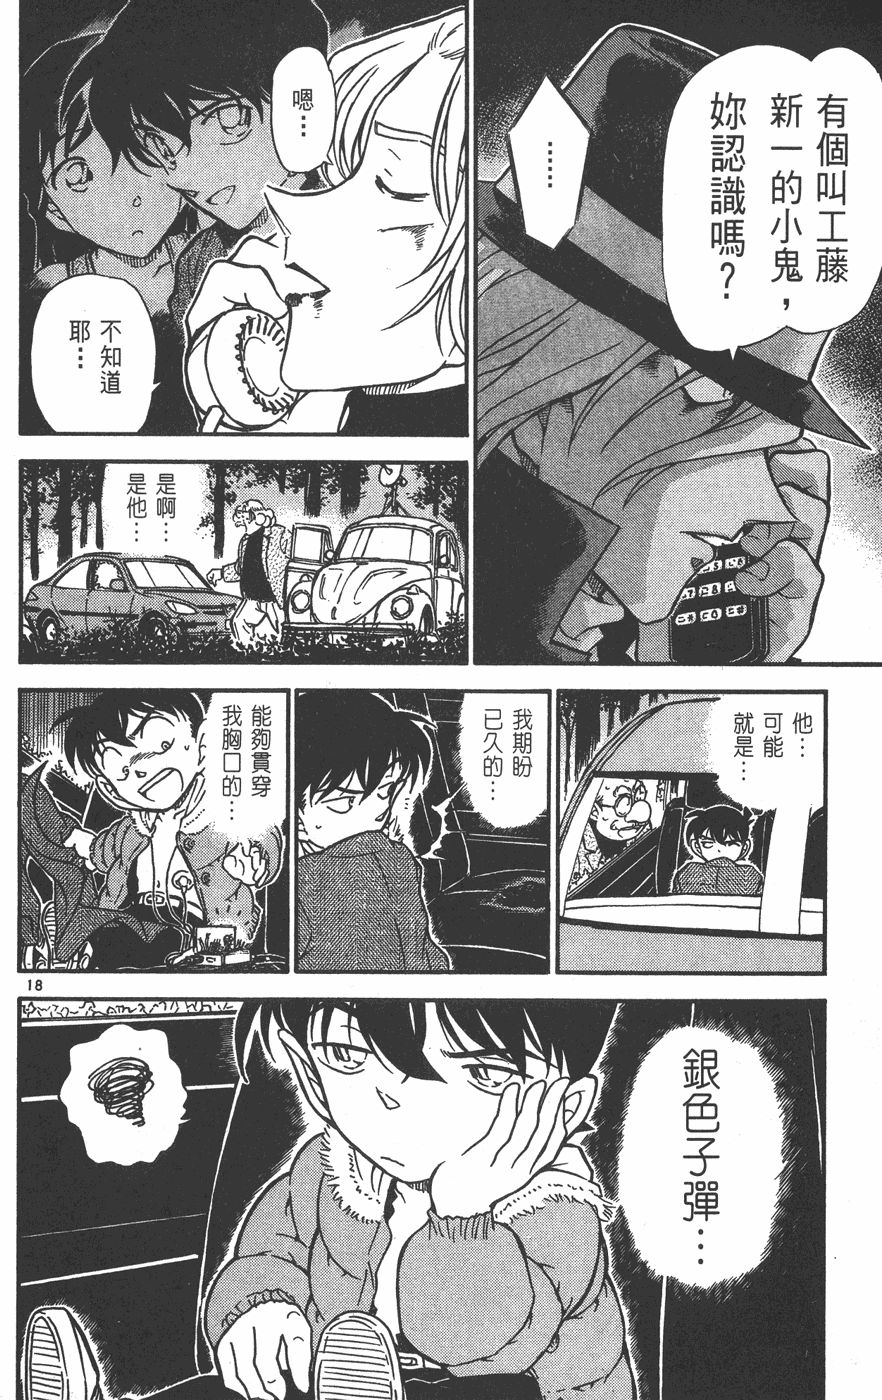 有個叫工藤
新一的小鬼，
妳認識嗎？
……
嗯…
不知道
耶…
是啊…
是他…
他…
可能
就是…
我期盼
已久的…
能夠貫穿
我胸口的…
18
銀色子彈…